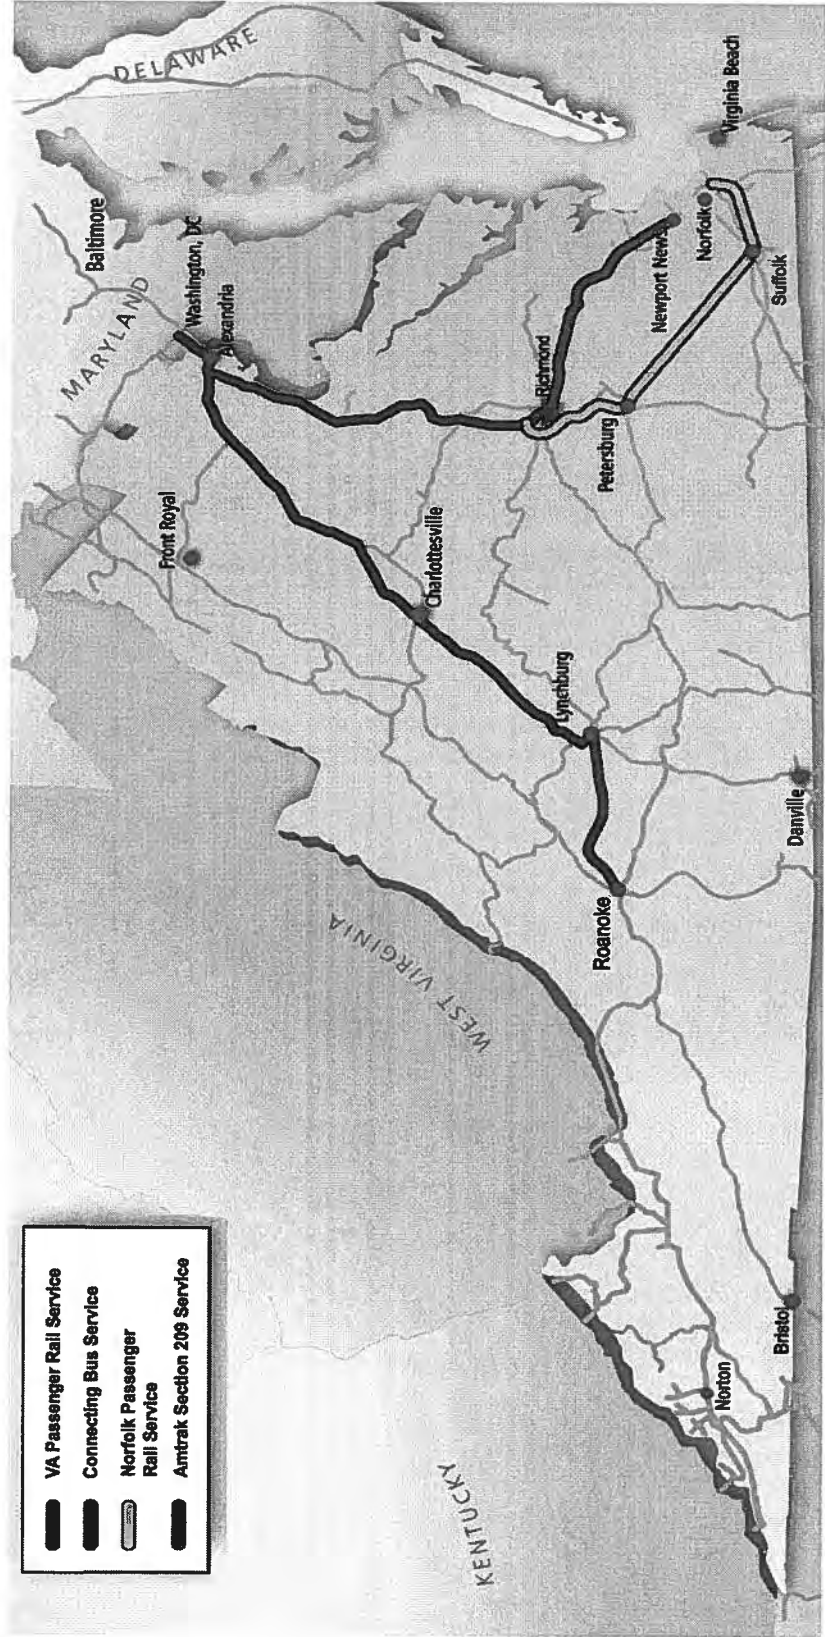 VA Passenger Rail Service
Connecting Bus Service
Norfolk Passenger
Rail Service
Amtrak Section 209 Service
DELAWARE
MARYLAND
WEST VIRGINIA
KENTUCKY
Baltimore
Washington, DC
Alexandria
Front Royal
Charlottesville
Richmond
Newport News
Norfolk
Virginia Beach
Suffolk
Petersburg
Lynchburg
Roanoke
Danville
Bristol
Norton